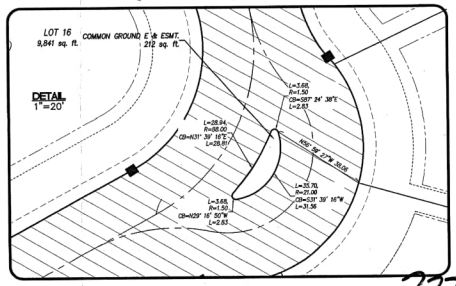 LOT 16
9,841 sq. ft.
COMMON GROUND E & ESMT.
212 sq. ft.
DETAIL
1"=20'
L=3.68,
R=1.50
CB=S87° 24' 38"E
L=2.83
L=28.94,
R=88.00
CB=N31° 39' 16"E
L=28.81
N56° 58' 27"W 38.06
L=35.70,
R=21.00
CB=S31° 39' 16"W
L=31.56
L=3.68,
R=1.50
CB=N29° 16' 50"W
L=2.83